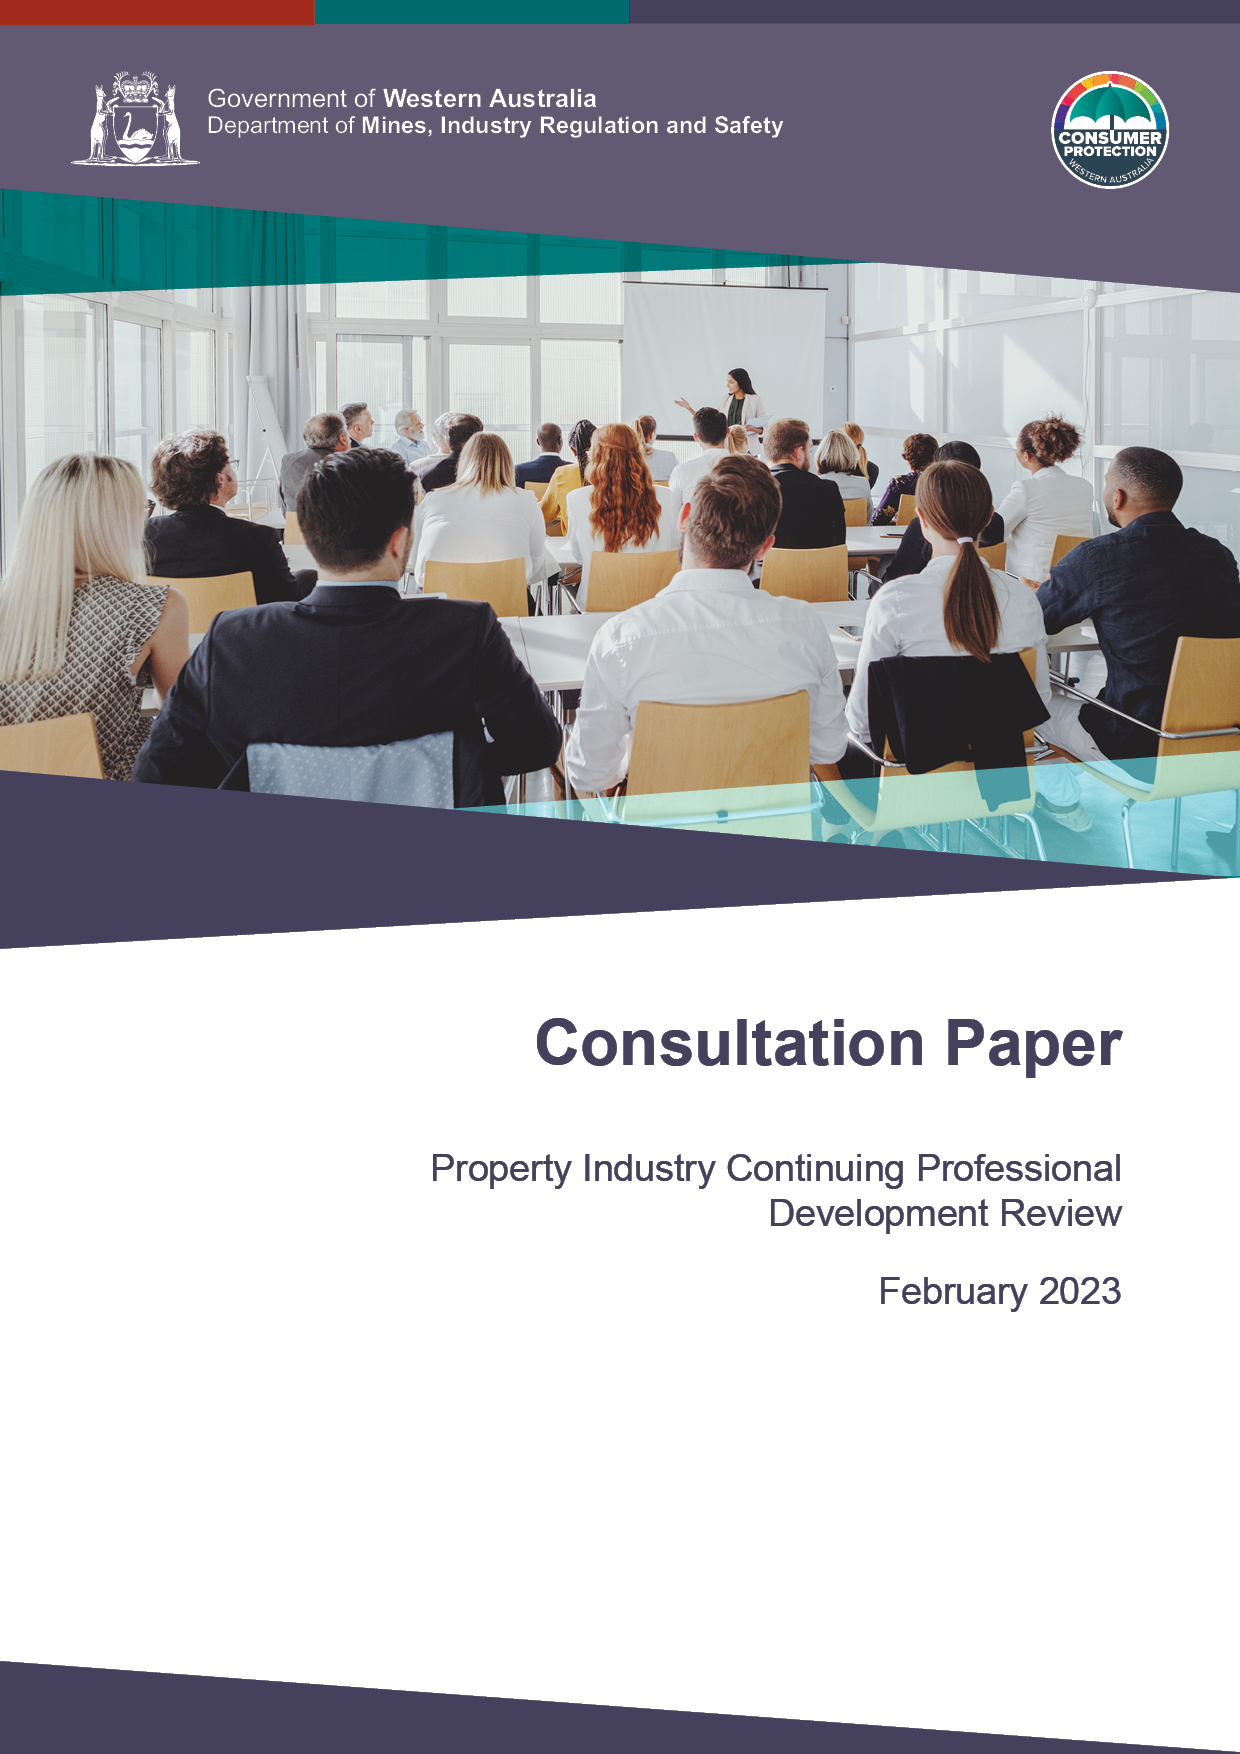 Government of Western Australia
Department of Mines, Industry Regulation and Safety
CONSUMER
PROTECTION
WESTERN AUSTRALIA
Consultation Paper
Property Industry Continuing Professional
Development Review
February 2023